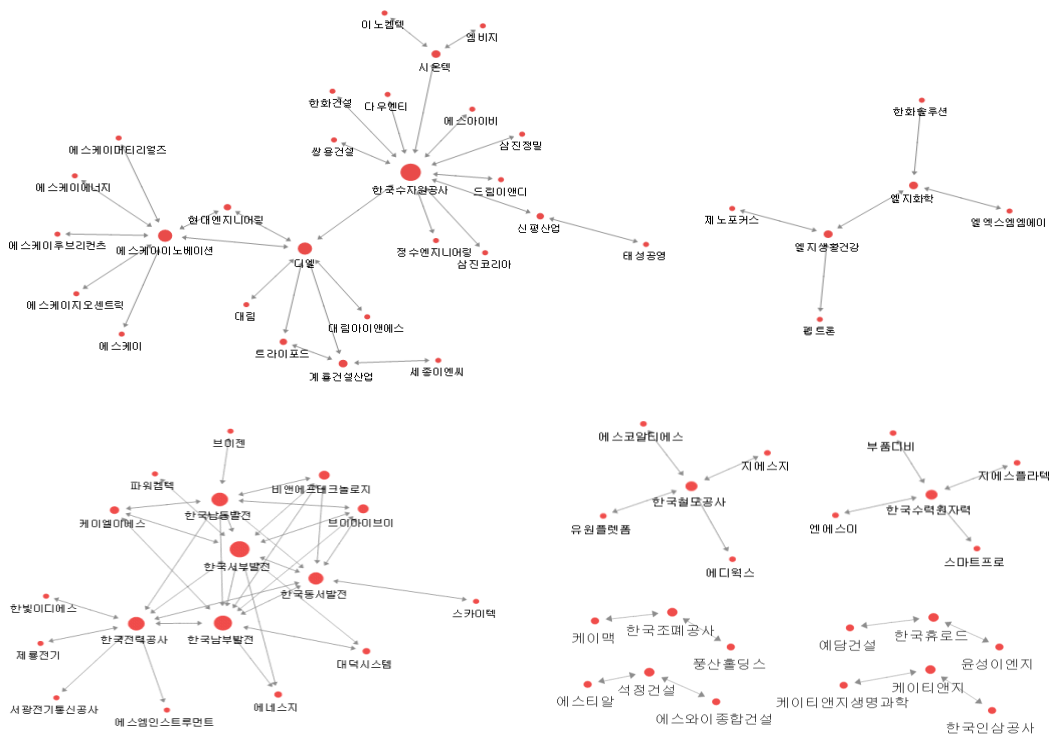 이노켐텍
엠비지
시온텍
한화건설
다우엔티
에스아이비
쌍용건설
삼진정밀
한국수자원공사
드림이앤디
신평산업
정수엔지니어링
삼진코리아
태성공영
에스케이머티리얼즈
에스케이에너지
현대엔지니어링
에스케이루브리컨츠
에스케이이노베이션
디엘
에스케이지오센트릭
대림
대림아이앤에스
에스케이
트라이포드
계룡건설산업
세종이엔씨
한화솔루션
엘지화학
제노포커스
엘엑스엠엠에이
엘지생활건강
펩트론
브이젠
파워켐텍
비앤에프테크놀로지
한국남동발전
케이엘이에스
브이아이브이
한국서부발전
한국동서발전
한빛이디에스
스카이텍
한국전력공사
한국남부발전
제룡전기
대덕시스템
서광전기통신공사
에네스지
에스엠인스트루먼트
에스코알티에스
지에스지
한국철도공사
유원플랫폼
에디웍스
부품디비
지에스플라텍
한국수력원자력
엔에스이
스마트프로
케이맥
한국조폐공사
풍산홀딩스
예담건설
한국휴로드
윤성이엔지
석정건설
에스티알
에스와이종합건설
케이티앤지
케이티앤지생명과학
한국인삼공사